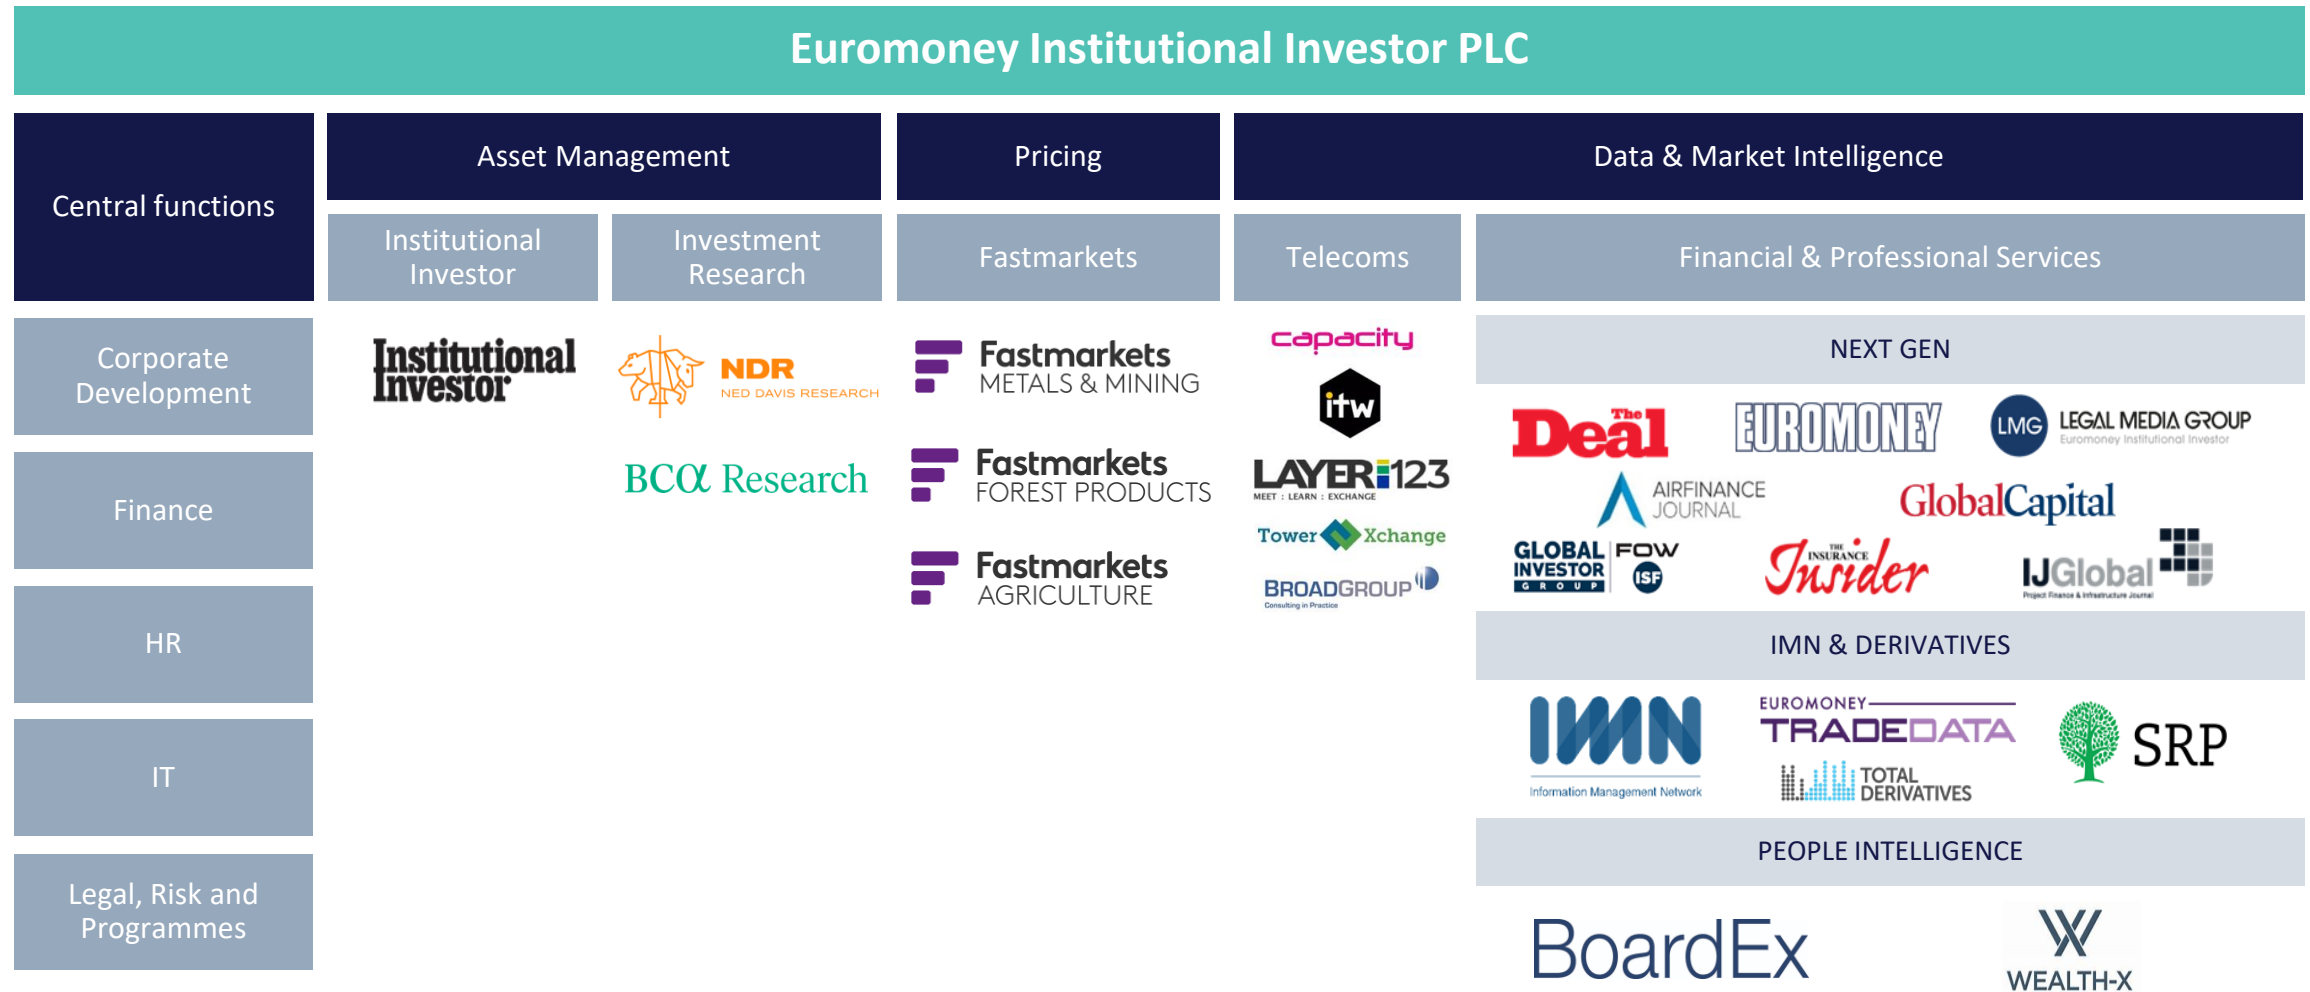 Euromoney Institutional Investor PLC
Central functions
Asset Management
Pricing
Data & Market Intelligence
Institutional
Investor
Investment
Research
Fastmarkets
Telecoms
Financial & Professional Services
Corporate
Development
Finance
HR
IT
Legal, Risk and
Programmes
Institutional
Investor
NDR
NED DAVIS RESEARCH
BCα Research
Fastmarkets
METALS & MINING
Fastmarkets
FOREST PRODUCTS
Fastmarkets
AGRICULTURE
capacity
itw
LAYER123
MEET : LEARN : EXCHANGE
Tower Xchange
BROADGROUP
Consulting in Practice
NEXT GEN
The
Deal
EUROMONEY
LMG LEGAL MEDIA GROUP
Euromoney Institutional Investor
AIRFINANCE
JOURNAL
GlobalCapital
GLOBAL
INVESTOR
GROUP
FOW
ISF
THE
INSURANCE
Insider
IJGlobal
Project Finance & Infrastructure Journal
IMN & DERIVATIVES
IMN
Information Management Network
EUROMONEY
TRADEDATA
TOTAL
DERIVATIVES
SRP
PEOPLE INTELLIGENCE
BoardEx
WEALTH-X